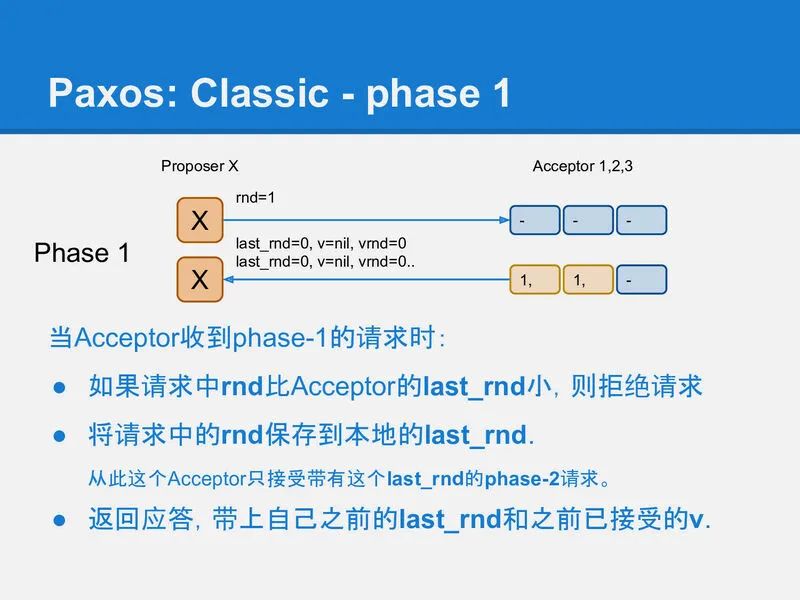 Paxos: Classic - phase 1
Proposer X
Acceptor 1,2,3
rnd=1
X
- - -
Phase 1
last_rnd=0, v=nil, vrnd=0
last_rnd=0, v=nil, vrnd=0..
X
1, 1, -
当Acceptor收到phase-1的请求时：
● 如果请求中rnd比Acceptor的last_rnd小，则拒绝请求
● 将请求中的rnd保存到本地的last_rnd.
从此这个Acceptor只接受带有这个last_rnd的phase-2请求。
● 返回应答，带上自己之前的last_rnd和之前已接受的v.